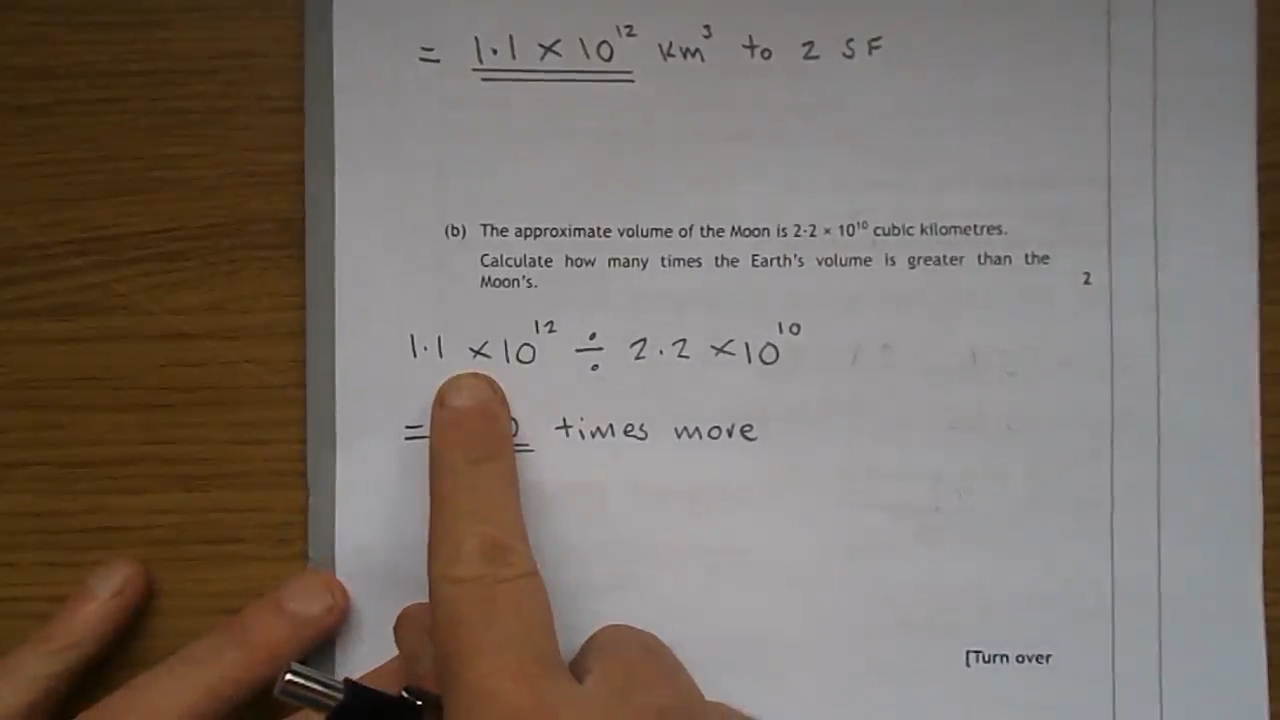 = 1.1 × 10¹² Km³ to 2 SF
(b) The approximate volume of the Moon is 2·2 × 10¹⁰ cubic kilometres.
Calculate how many times the Earth's volume is greater than the
Moon's.
2
1.1 × 10¹² ÷ 2.2 × 10¹⁰
= times more
[Turn over